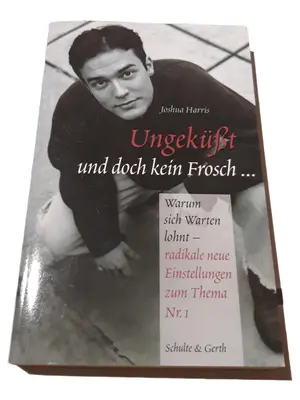 Joshua Harris
Ungeküßt
und doch kein Frosch ...
Warum
sich Warten
lohnt –
radikale neue
Einstellungen
zum Thema
Nr. 1
Schulte & Gerth